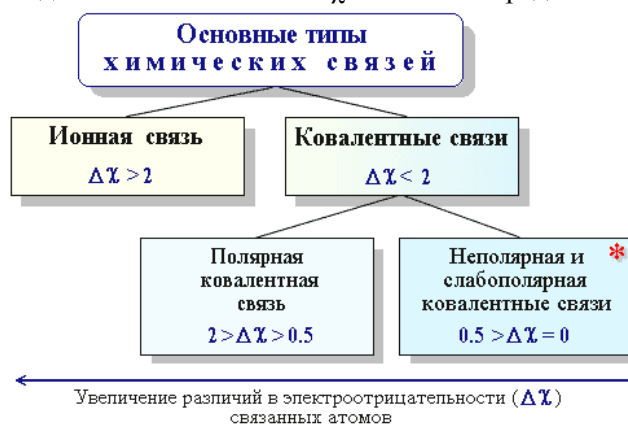 Основные типы
химических связей
Ионная связь
Δχ > 2
Ковалентные связи
Δχ < 2
Полярная
ковалентная
связь
2 > Δχ > 0.5
Неполярная и *
слабополярная
ковалентные связи
0.5 > Δχ = 0
Увеличение различий в электроотрицательности (Δχ)
связанных атомов